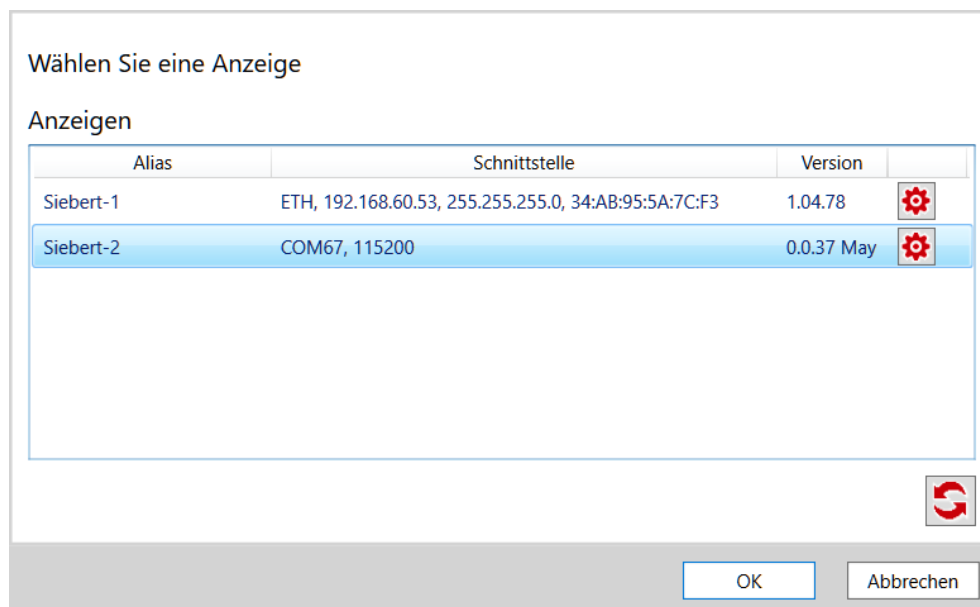 Wählen Sie eine Anzeige
Anzeigen
Alias Schnittstelle Version
Siebert-1 ETH, 192.168.60.53, 255.255.255.0, 34:AB:95:5A:7C:F3 1.04.78
Siebert-2 COM67, 115200 0.0.37 May
OK Abbrechen